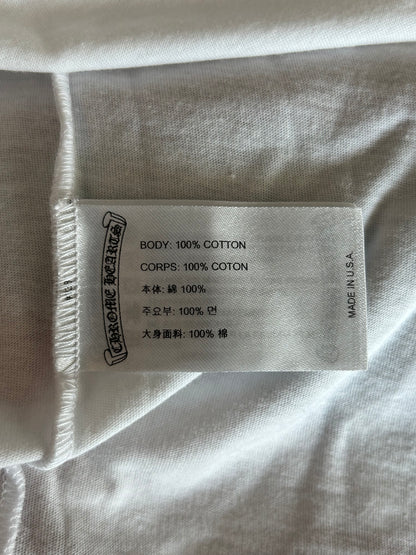 CHROME HEARTS
BODY: 100% COTTON
CORPS: 100% COTON
本体: 綿 100%
주요부: 100% 면
大身面料: 100% 棉
MADE IN U.S.A.